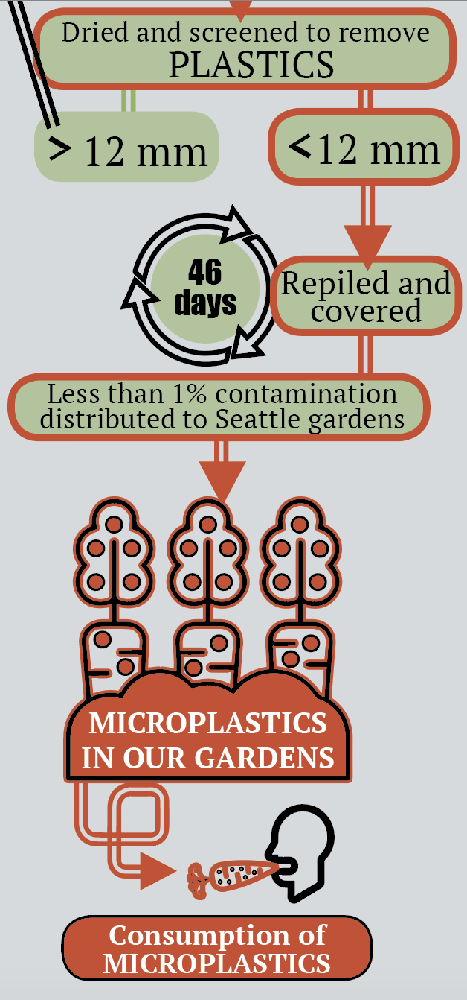 Dried and screened to remove
PLASTICS
> 12 mm
<12 mm
46
days
Repiled and
covered
Less than 1% contamination
distributed to Seattle gardens
MICROPLASTICS
IN OUR GARDENS
Consumption of
MICROPLASTICS